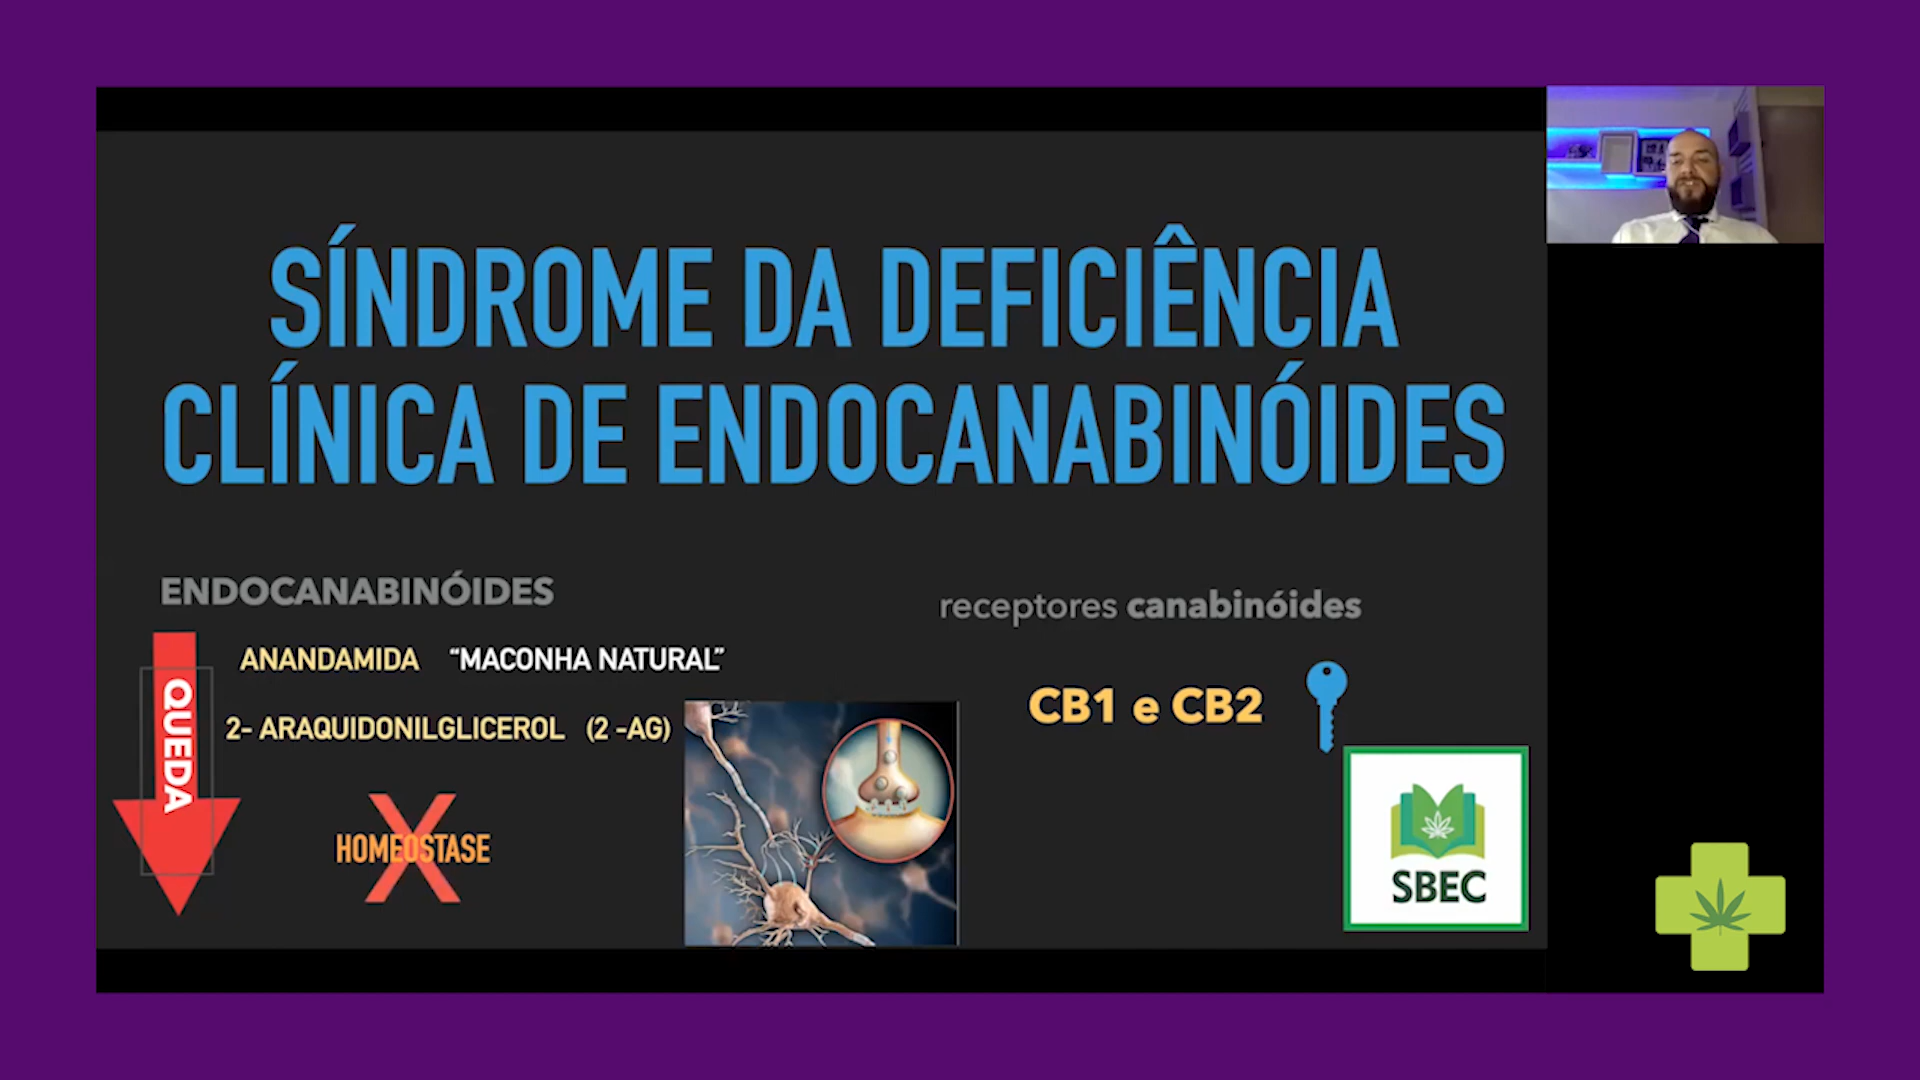 SÍNDROME DA DEFICIÊNCIA
CLÍNICA DE ENDOCANABINÓIDES
ENDOCANABINÓIDES
ANANDAMIDA "MACONHA NATURAL"
2- ARAQUIDONILGLICEROL (2 -AG)
QUEDA
HOMEOSTASE
X
receptores canabinóides
CB1 e CB2
SBEC